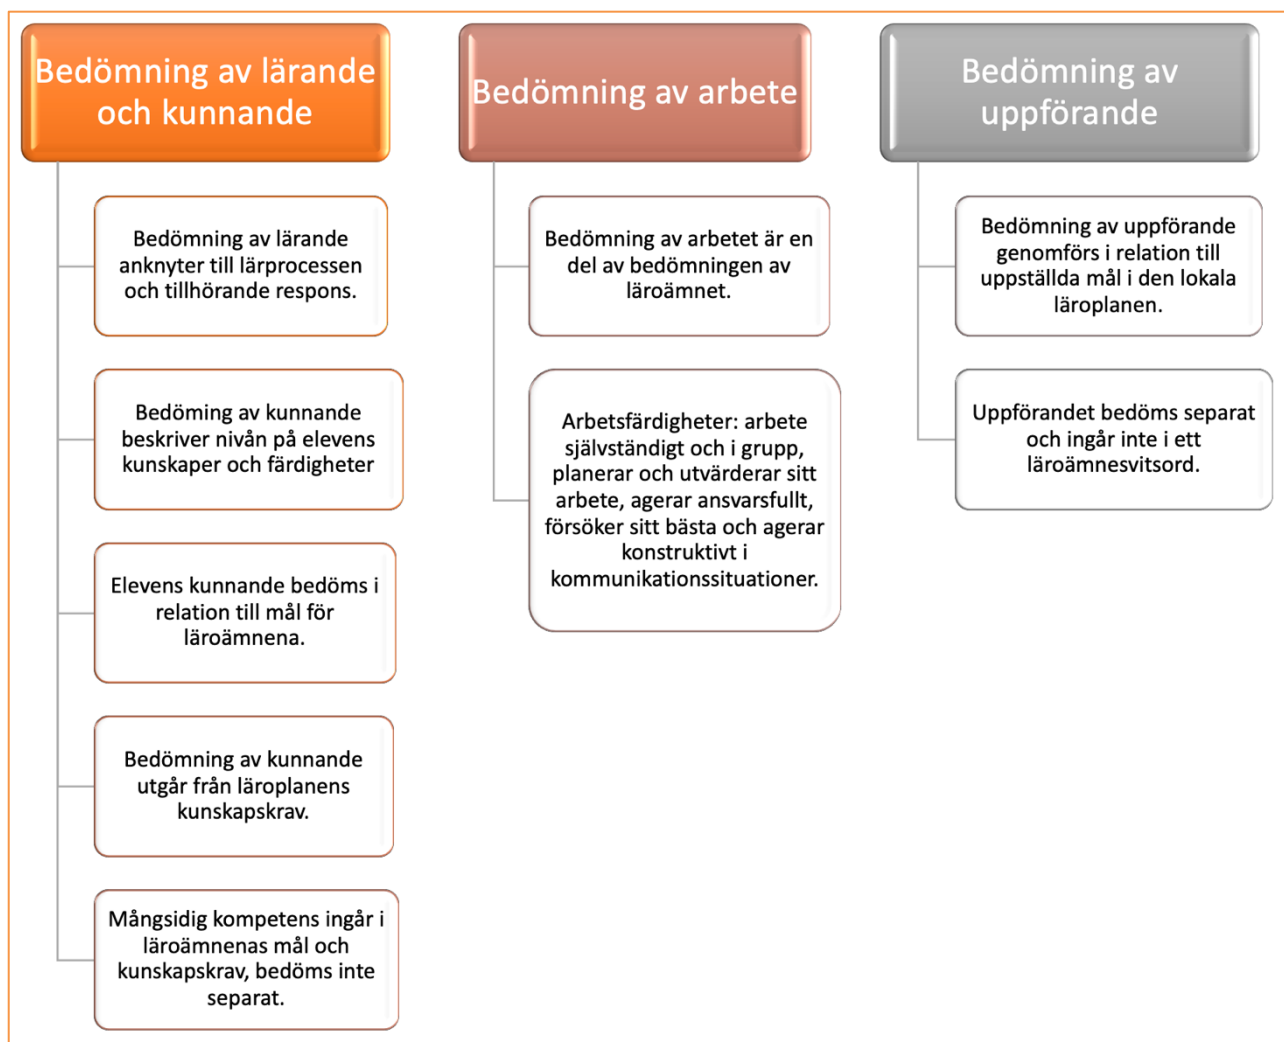 Bedömning av lärande
och kunnande
Bedömning av lärande
anknyter till lärprocessen
och tillhörande respons.
Bedöming av kunnande
beskriver nivån på elevens
kunskaper och färdigheter
Elevens kunnande bedöms i
relation till mål för
läroämnena.
Bedömning av kunnande
utgår från läroplanens
kunskapskrav.
Mångsidig kompetens ingår i
läroämnenas mål och
kunskapskrav, bedöms inte
separat.
Bedömning av arbete
Bedömning av arbetet är en
del av bedömningen av
läroämnet.
Arbetsfärdigheter: arbete
självständigt och i grupp,
planerar och utvärderar sitt
arbete, agerar ansvarsfullt,
försöker sitt bästa och agerar
konstruktivt i
kommunikationssituationer.
Bedömning av
uppförande
Bedömning av uppförande
genomförs i relation till
uppställda mål i den lokala
läroplanen.
Uppförandet bedöms separat
och ingår inte i ett
läroämnesvitsord.